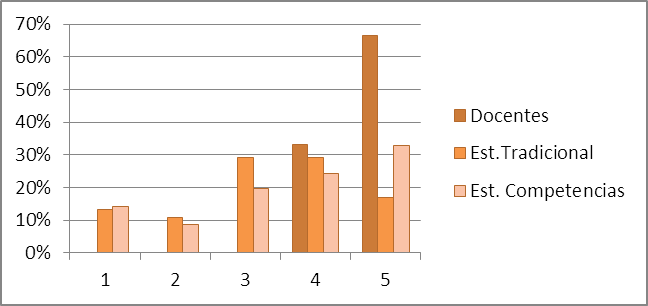 70%
60%
50%
40%
30%
20%
10%
0%
1 2 3 4 5
Docentes
Est.Tradicional
Est. Competencias